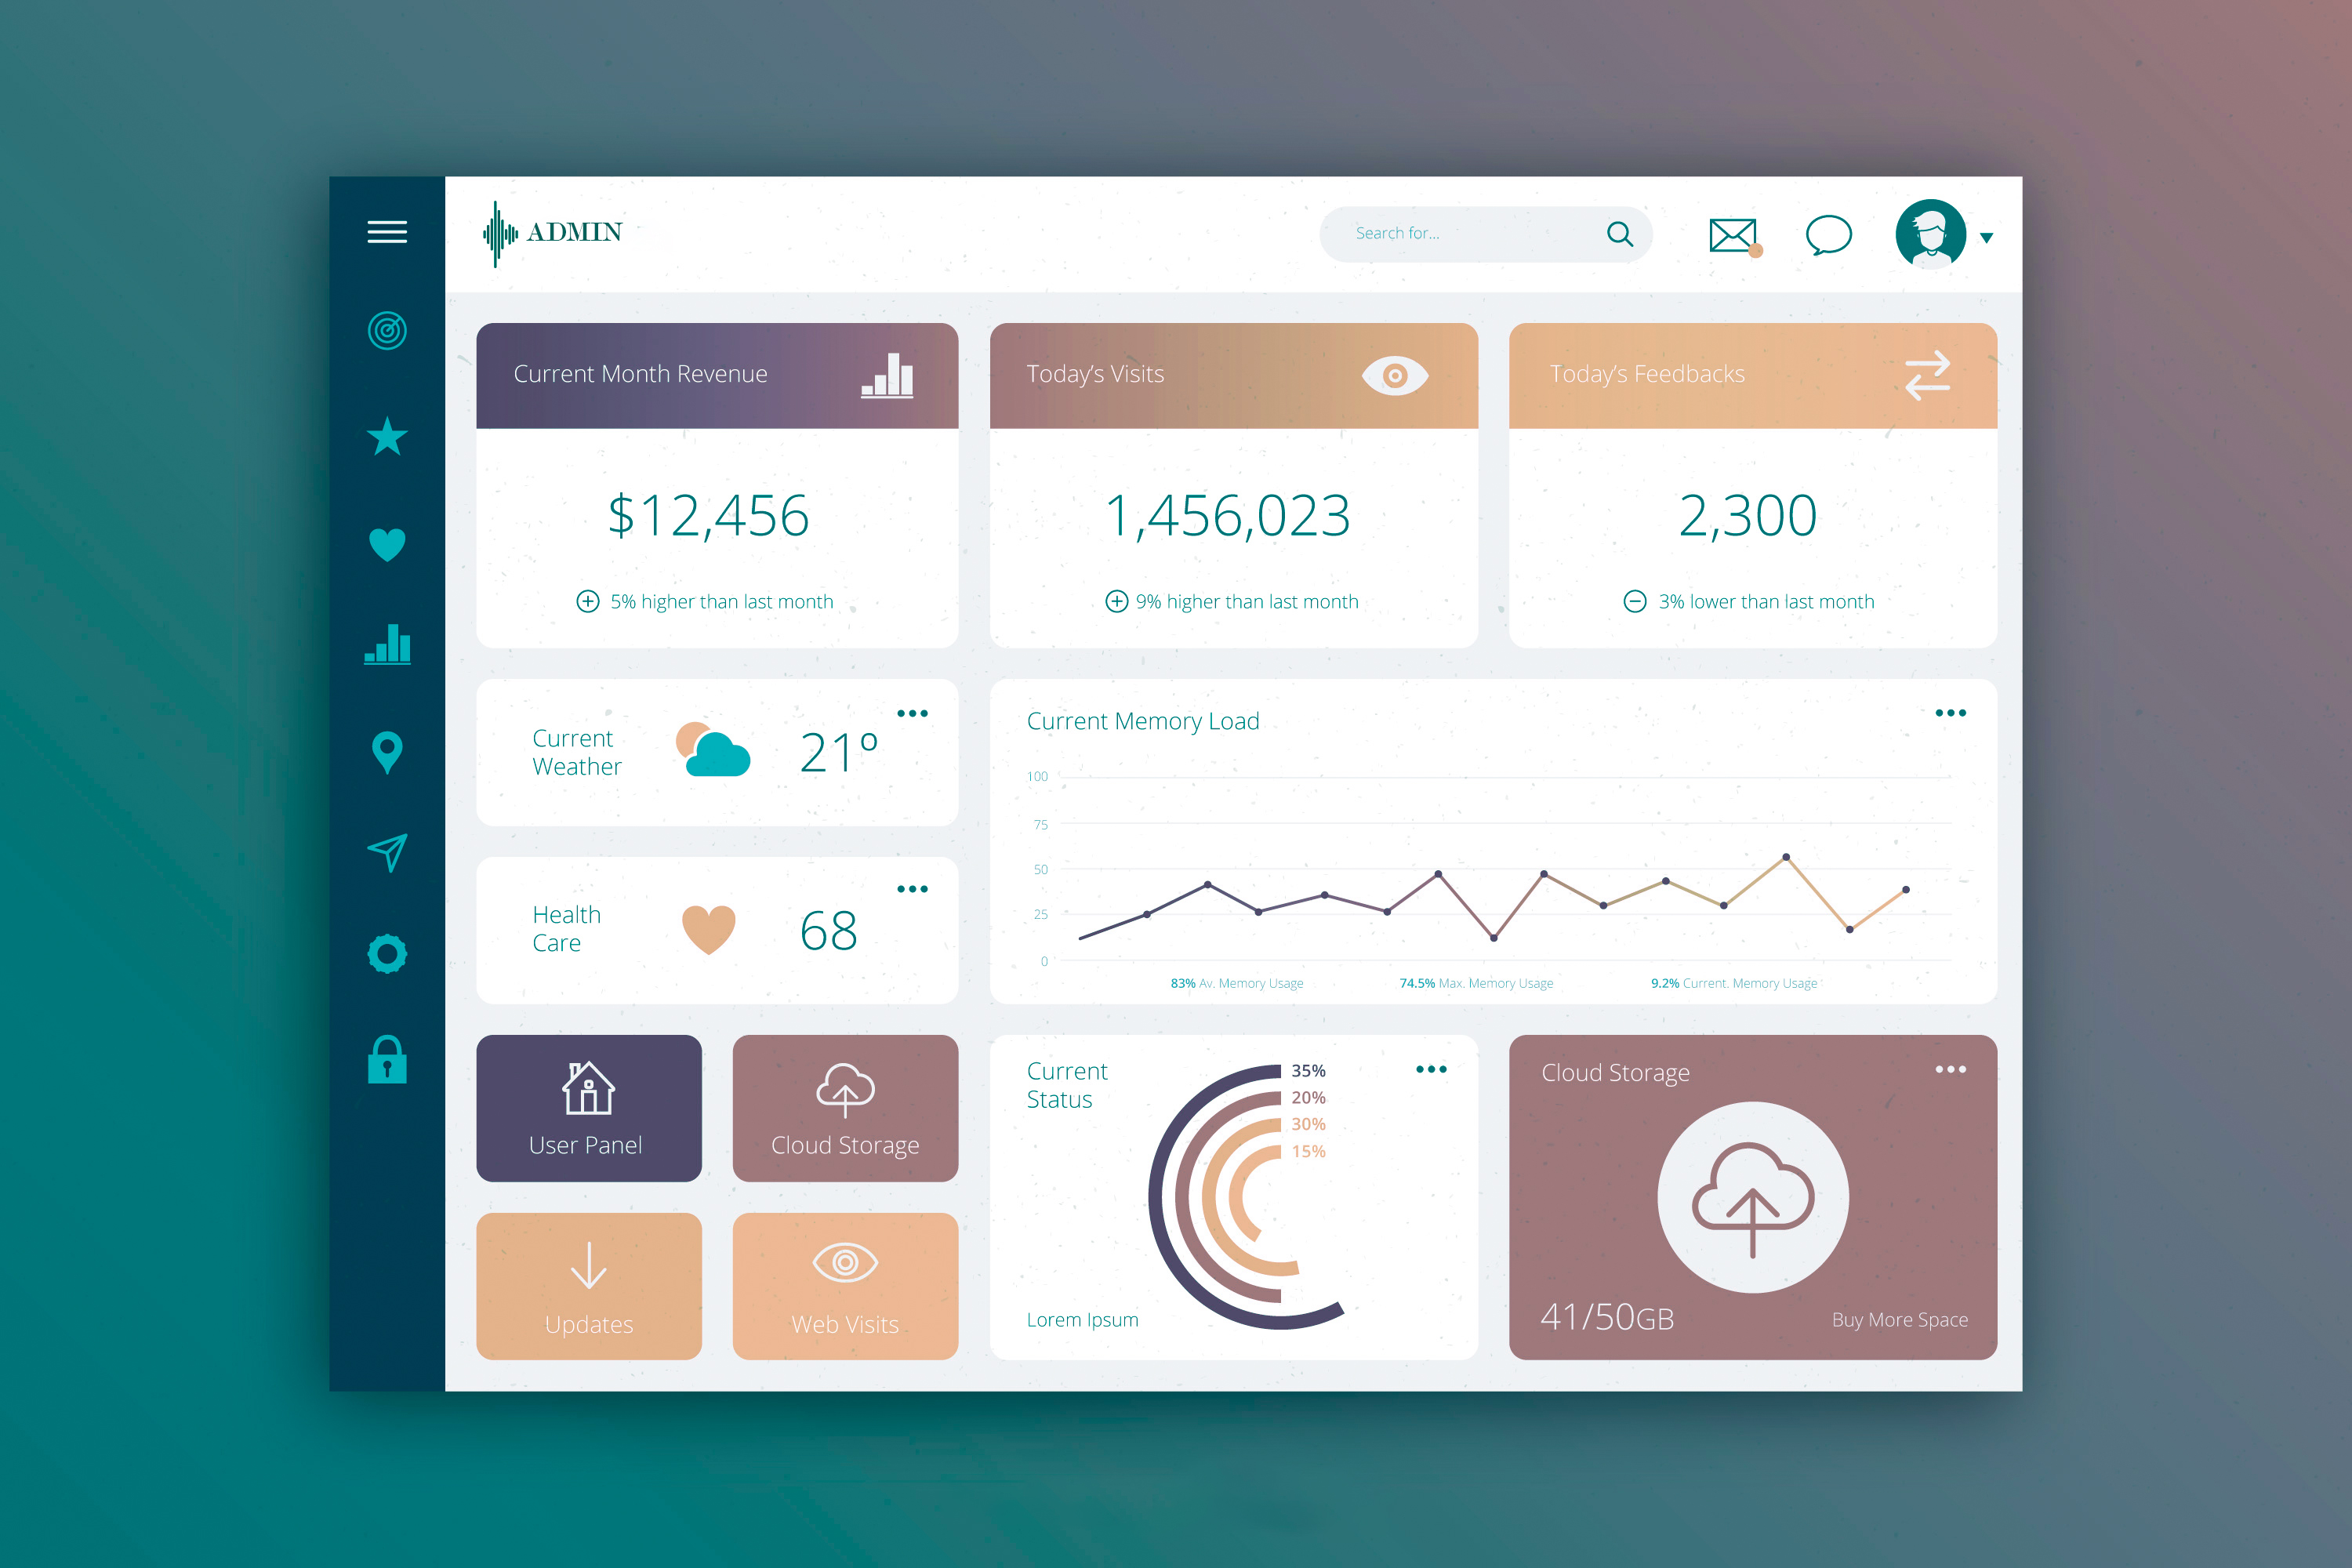 ADMIN
Search for...
Current Month Revenue
Today's Visits
Today's Feedbacks
$12,456
1,456,023
2,300
5% higher than last month
9% higher than last month
3% lower than last month
Current
Weather
21º
Current Memory Load
100
75
50
25
0
83% Av. Memory Usage
74.5% Max. Memory Usage
9.2% Current. Memory Usage
Health
Care
68
User Panel
Cloud Storage
Updates
Web Visits
Current
Status
35%
20%
30%
15%
Lorem Ipsum
Cloud Storage
41/50GB
Buy More Space